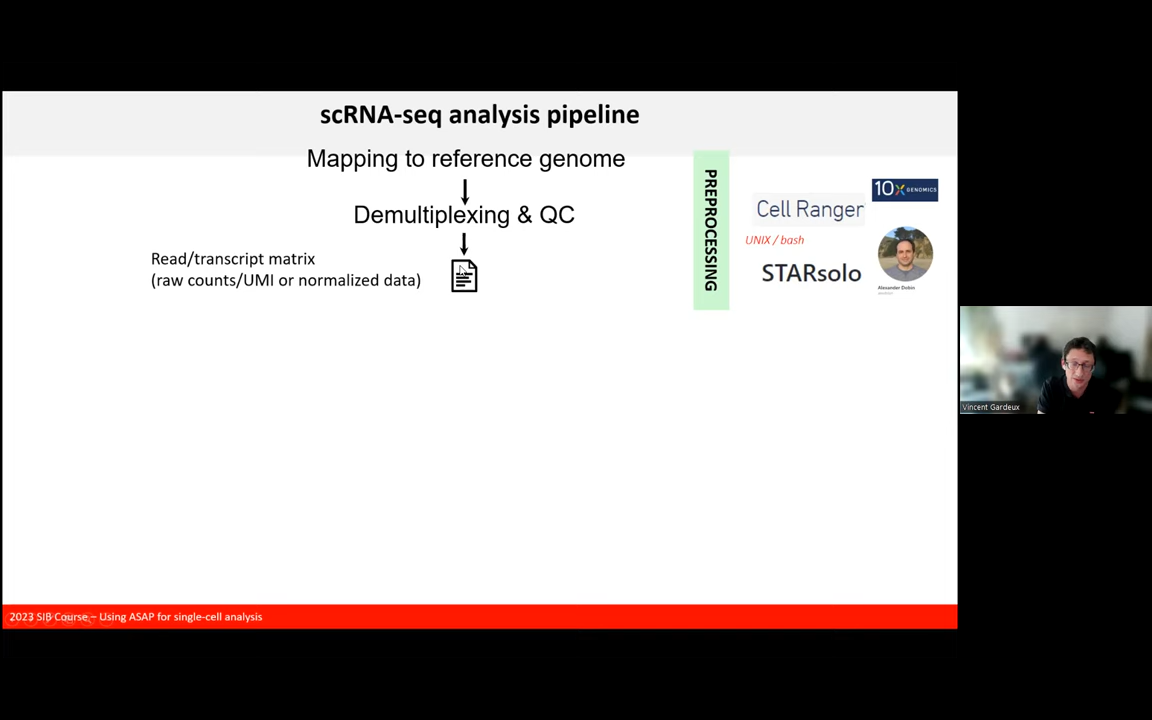 scRNA-seq analysis pipeline
Mapping to reference genome
Demultiplexing & QC
Read/transcript matrix
(raw counts/UMI or normalized data)
PREPROCESSING
10X GENOMICS
Cell Ranger
UNIX / bash
STARsolo
Alexander Dobin
Vincent Gardeux
2023 SIB Course – Using ASAP for single-cell analysis